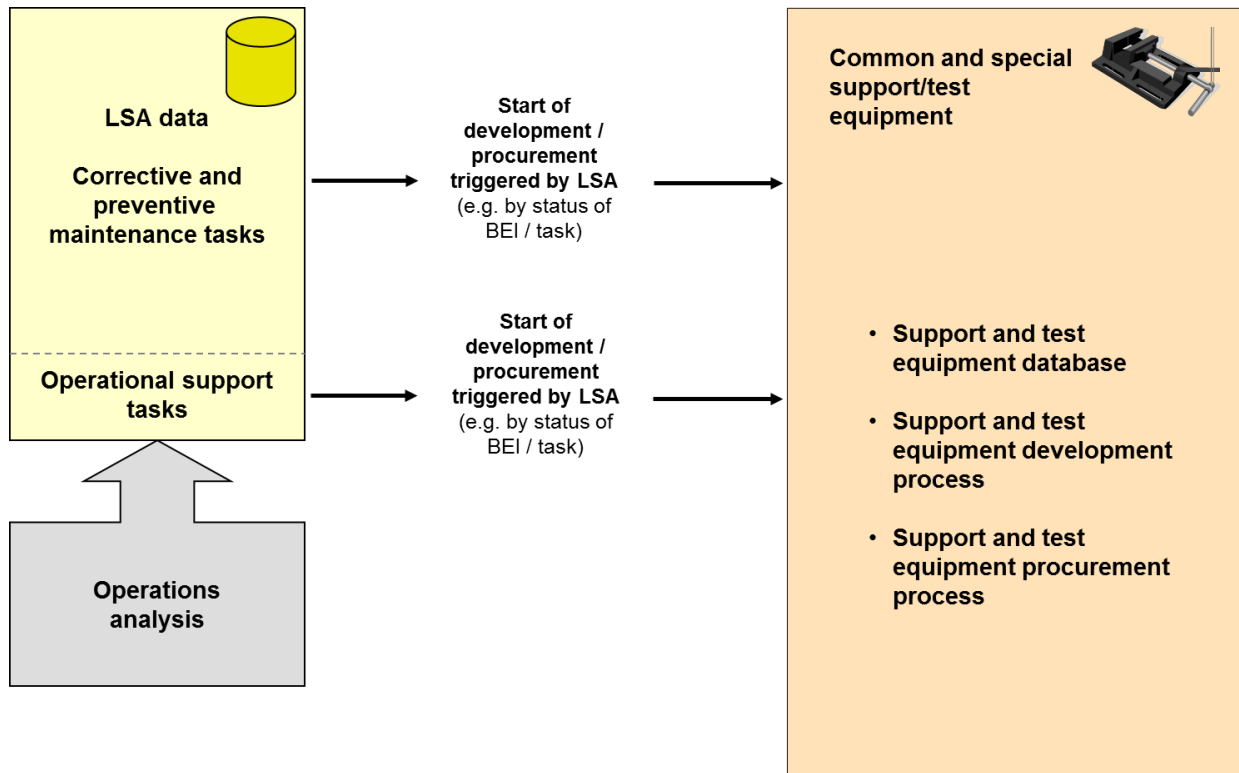 LSA data
Corrective and
preventive
maintenance tasks
Operational support
tasks
Operations
analysis
Start of
development /
procurement
triggered by LSA
(e.g. by status of
BEI / task)
Start of
development /
procurement
triggered by LSA
(e.g. by status of
BEI / task)
Common and special
support/test
equipment
• Support and test
equipment database
• Support and test
equipment development
process
• Support and test
equipment procurement
process